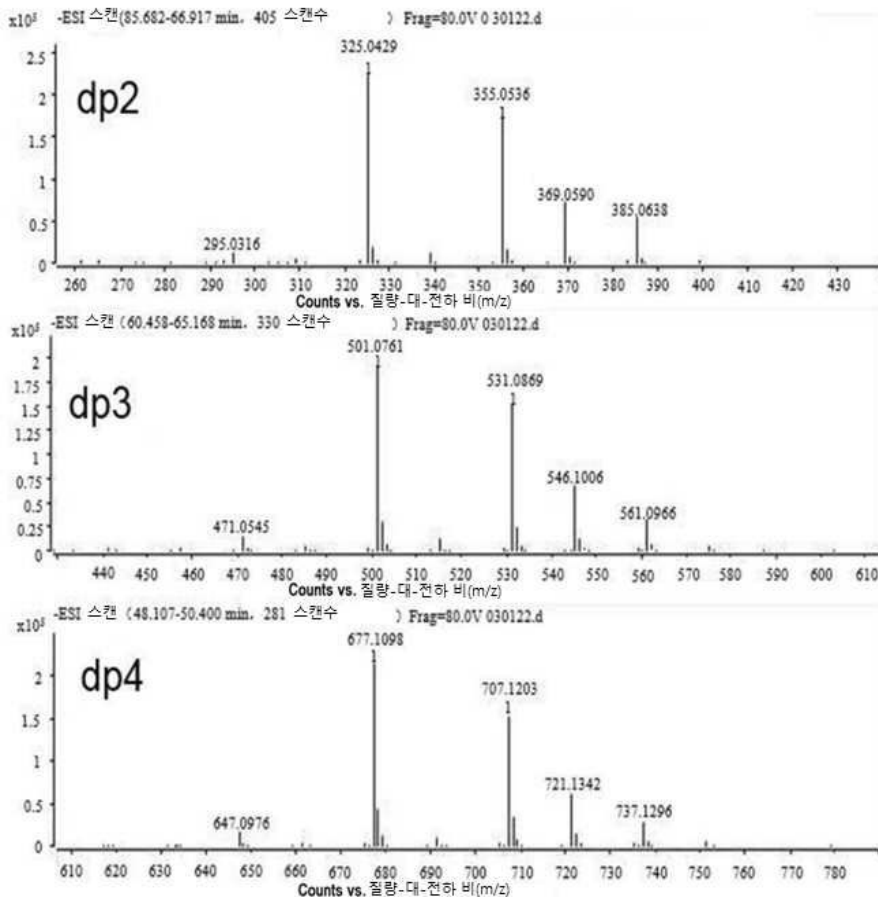 -ESI 스캔(85.682-66.917 min, 405 스캔수 ) Frag=80.0V 0 30122.d
x10⁵
dp2
2.5
2
1.5
1
0.5
0
295.0316
325.0429
1
355.0536
1
369.0590
385.0638
260 270 280 290 300 310 320 330 340 350 360 370 380 390 400 410 420 430
Counts vs. 질량-대-전하 비(m/z)
-ESI 스캔 (60.458-65.168 min, 330 스캔수 ) Frag=80.0V 030122.d
x10⁵
dp3
2
1.75
1.5
1.25
1
0.75
0.5
0.25
0
471.0545
501.0761
1
531.0869
1
546.1006
561.0966
440 450 460 470 480 490 500 510 520 530 540 550 560 570 580 590 600 610
Counts vs. 질량-대-전하 비(m/z)
-ESI 스캔 (48.107-50.400 min, 281 스캔수 ) Frag=80.0V 030122.d
x10⁵
dp4
2
1.5
1
0.5
0
647.0976
677.1098
1
707.1203
1
721.1342
737.1296
610 620 630 640 650 660 670 680 690 700 710 720 730 740 750 760 770 780
Counts vs. 질량-대-전하 비(m/z)